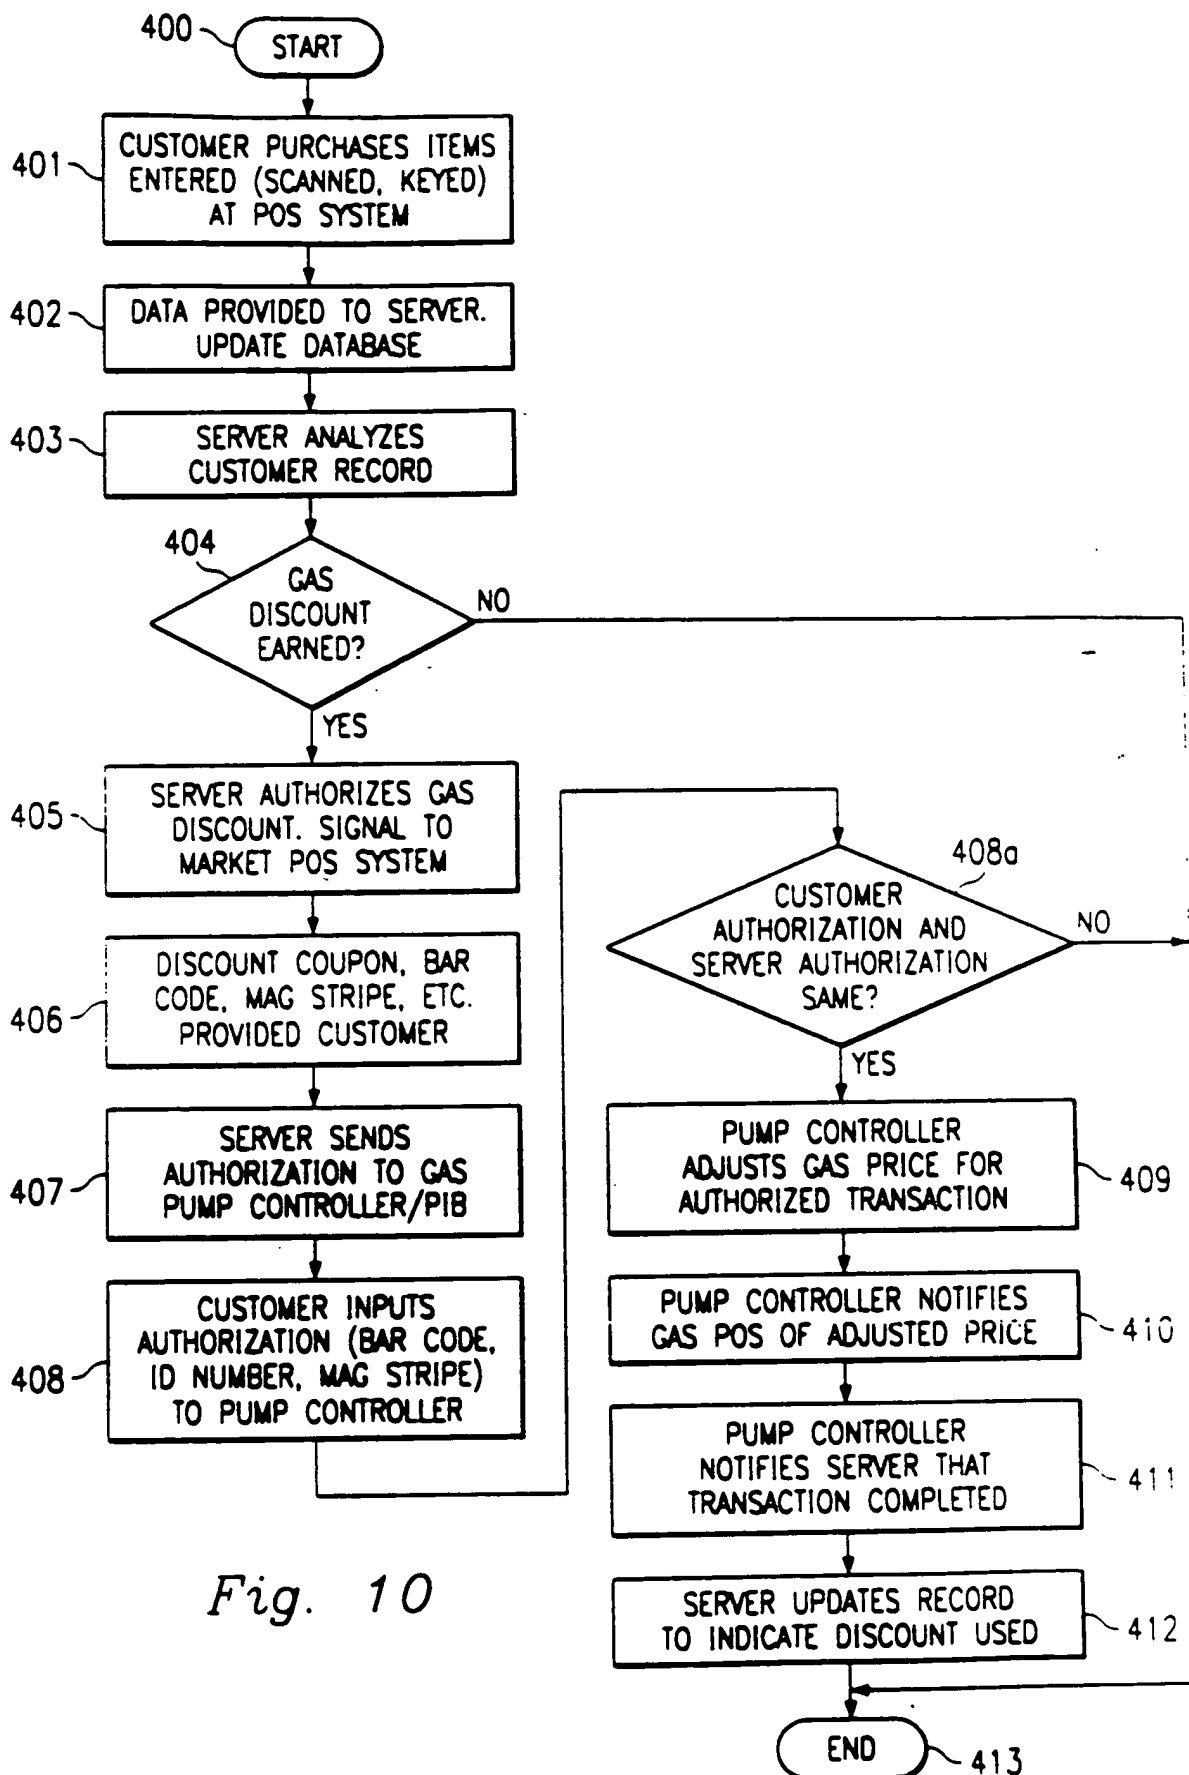 400
START
401
CUSTOMER PURCHASES ITEMS
ENTERED (SCANNED, KEYED)
AT POS SYSTEM
402
DATA PROVIDED TO SERVER.
UPDATE DATABASE
403
SERVER ANALYZES
CUSTOMER RECORD
404
GAS
DISCOUNT
EARNED?
NO
YES
405
SERVER AUTHORIZES GAS
DISCOUNT. SIGNAL TO
MARKET POS SYSTEM
406
DISCOUNT COUPON, BAR
CODE, MAG STRIPE, ETC.
PROVIDED CUSTOMER
407
SERVER SENDS
AUTHORIZATION TO GAS
PUMP CONTROLLER/PIB
408
CUSTOMER INPUTS
AUTHORIZATION (BAR CODE,
ID NUMBER, MAG STRIPE)
TO PUMP CONTROLLER
408a
CUSTOMER
AUTHORIZATION AND
SERVER AUTHORIZATION
SAME?
NO
YES
PUMP CONTROLLER
ADJUSTS GAS PRICE FOR
AUTHORIZED TRANSACTION
409
PUMP CONTROLLER NOTIFIES
GAS POS OF ADJUSTED PRICE
410
PUMP CONTROLLER
NOTIFIES SERVER THAT
TRANSACTION COMPLETED
411
SERVER UPDATES RECORD
TO INDICATE DISCOUNT USED
412
END
413
Fig. 10